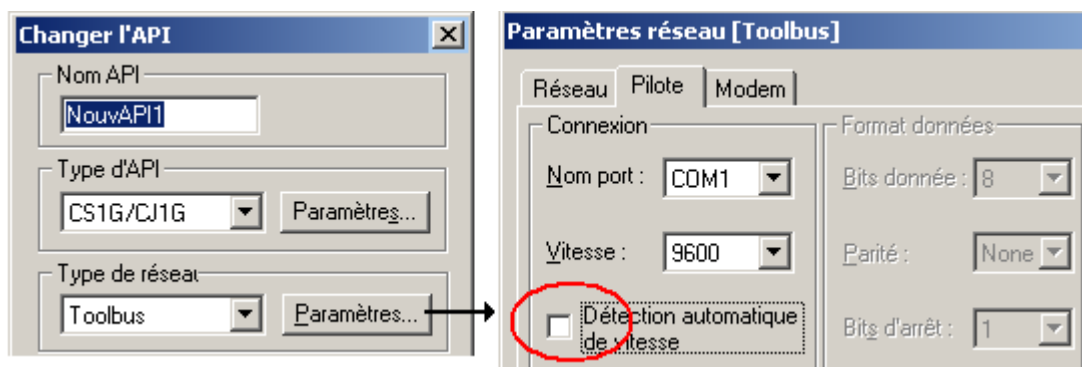 Changer l'API
Nom API
NouvAPI1
Type d'API
CS1G/CJ1G
Paramètres...
Type de réseau
Toolbus
Paramètres...
Paramètres réseau [Toolbus]
Réseau Pilote Modem
Connexion
Nom port : COM1
Vitesse : 9600
Détection automatique
de vitesse
Format données
Bits donnée : 8
Parité : None
Bits d'arrêt : 1